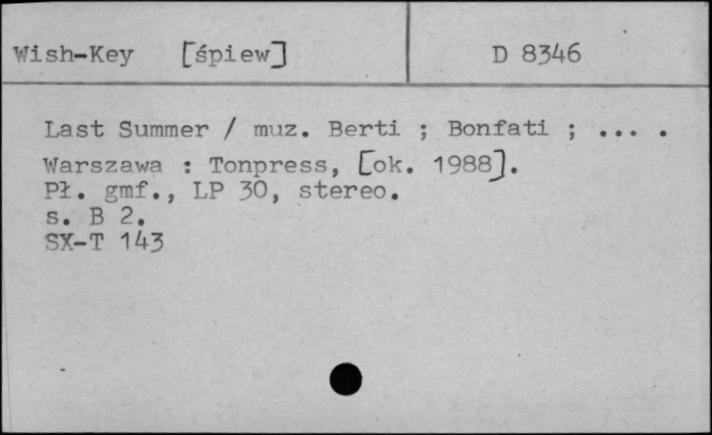 Wish-Key [śpiew] D 8346
Last Summer / muz. Berti ; Bonfati ; ... .
Warszawa : Tonpress, [ok. 1988].
Pł. gmf., LP 30, stereo.
s. B 2.
SX-T 143